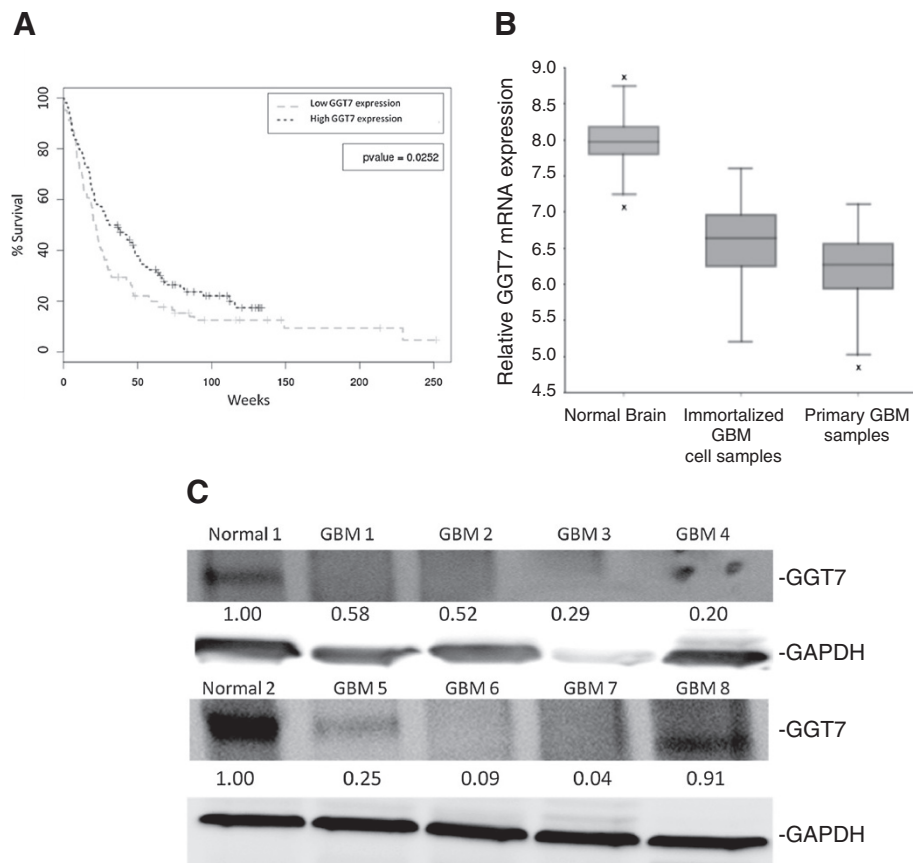 A
100
80
60
40
20
0
% Survival
Low GGT7 expression
High GGT7 expression
pvalue = 0.0252
0 50 100 150 200 250
Weeks
B
Relative GGT7 mRNA expression
9.0
8.5
8.0
7.5
7.0
6.5
6.0
5.5
5.0
4.5
x
x
x
Normal Brain
Immortalized
GBM
cell samples
Primary GBM
samples
C
Normal 1 GBM 1 GBM 2 GBM 3 GBM 4
-GGT7
1.00 0.58 0.52 0.29 0.20
-GAPDH
Normal 2 GBM 5 GBM 6 GBM 7 GBM 8
-GGT7
1.00 0.25 0.09 0.04 0.91
-GAPDH